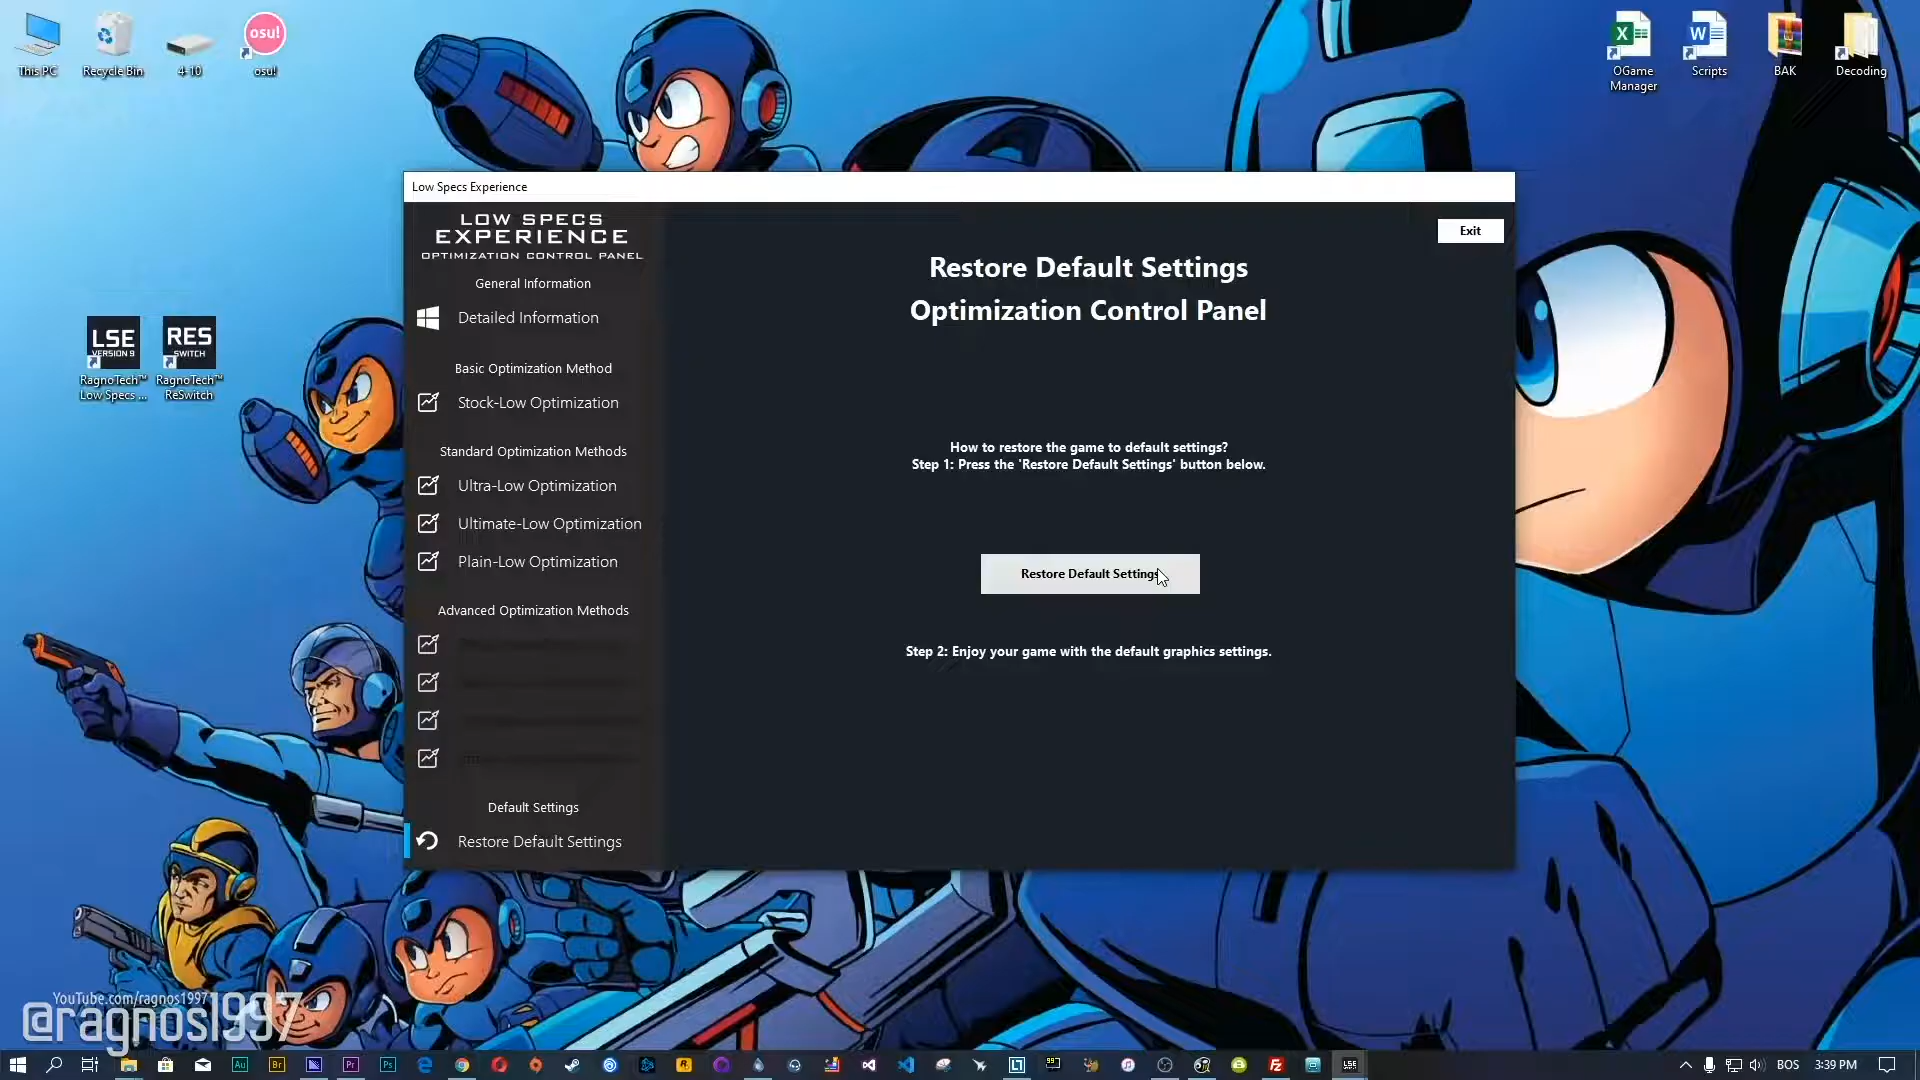 This PC
Recycle Bin
4-10
osu!
osu!
OGame
Manager
Scripts
BAK
Decoding
LSE
VERSION 9
RagnoTech™
Low Specs ...
RES
SWITCH
RagnoTech™
ReSwitch
Low Specs Experience
LOW SPECS
EXPERIENCE
OPTIMIZATION CONTROL PANEL
General Information
Detailed Information
Basic Optimization Method
Stock-Low Optimization
Standard Optimization Methods
Ultra-Low Optimization
Ultimate-Low Optimization
Plain-Low Optimization
Advanced Optimization Methods
Default Settings
Restore Default Settings
Exit
Restore Default Settings
Optimization Control Panel
How to restore the game to default settings?
Step 1: Press the 'Restore Default Settings' button below.
Restore Default Settings
Step 2: Enjoy your game with the default graphics settings.
YouTube.com/ragnos1997
@ragnos1997
Au
Br
Pr
Ps
LSE
BOS
3:39 PM